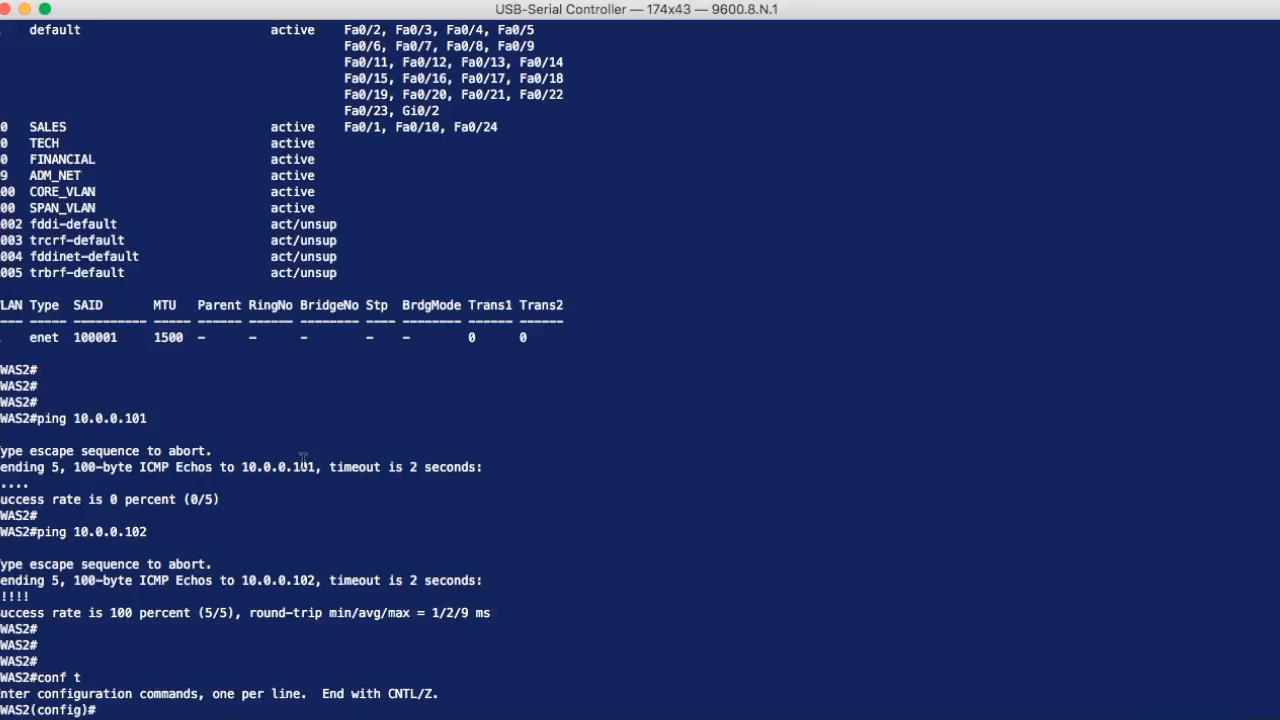 USB-Serial Controller — 174x43 — 9600.8.N.1
default active Fa0/2, Fa0/3, Fa0/4, Fa0/5
Fa0/6, Fa0/7, Fa0/8, Fa0/9
Fa0/11, Fa0/12, Fa0/13, Fa0/14
Fa0/15, Fa0/16, Fa0/17, Fa0/18
Fa0/19, Fa0/20, Fa0/21, Fa0/22
Fa0/23, Gi0/2
0 SALES active Fa0/1, Fa0/10, Fa0/24
0 TECH active
0 FINANCIAL active
9 ADM_NET active
00 CORE_VLAN active
00 SPAN_VLAN active
002 fddi-default act/unsup
003 trcrf-default act/unsup
004 fddinet-default act/unsup
005 trbrf-default act/unsup
LAN Type SAID MTU Parent RingNo BridgeNo Stp BrdgMode Trans1 Trans2
---- ----- ---------- ----- ------ ------ -------- ---- -------- ------ ------
enet 100001 1500 - - - - - 0 0
WAS2#
WAS2#
WAS2#
WAS2#ping 10.0.0.101
ype escape sequence to abort.
ending 5, 100-byte ICMP Echos to 10.0.0.101, timeout is 2 seconds:
....
uccess rate is 0 percent (0/5)
WAS2#
WAS2#ping 10.0.0.102
ype escape sequence to abort.
ending 5, 100-byte ICMP Echos to 10.0.0.102, timeout is 2 seconds:
!!!!
uccess rate is 100 percent (5/5), round-trip min/avg/max = 1/2/9 ms
WAS2#
WAS2#
WAS2#
WAS2#conf t
nter configuration commands, one per line. End with CNTL/Z.
WAS2(config)#